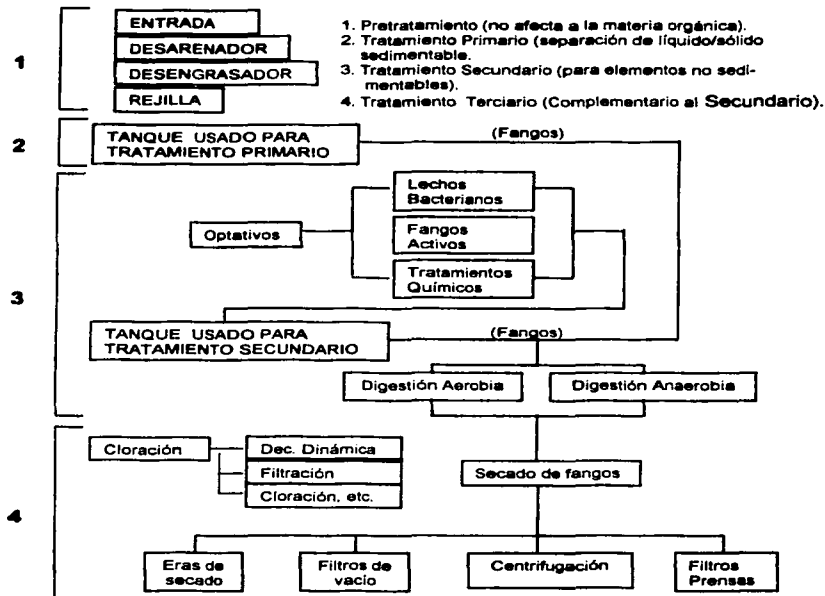 ENTRADA
DESARENADOR
DESENGRASADOR
REJILLA
1
1. Pretratamiento (no afecta a la materia orgánica).
2. Tratamiento Primario (separación de líquido/sólido
sedimentable.
3. Tratamiento Secundario (para elementos no sedi-
mentables).
4. Tratamiento Terciario (Complementario al Secundario).
2
TANQUE USADO PARA
TRATAMIENTO PRIMARIO
(Fangos)
3
Optativos
Lechos
Bacterianos
Fangos
Activos
Tratamientos
Químicos
TANQUE USADO PARA
TRATAMIENTO SECUNDARIO
(Fangos)
Digestión Aerobia
Digestión Anaerobia
4
Cloración
Dec. Dinámica
Filtración
Cloración, etc.
Secado de fangos
Eras de
secado
Filtros de
vacío
Centrifugación
Filtros
Prensas